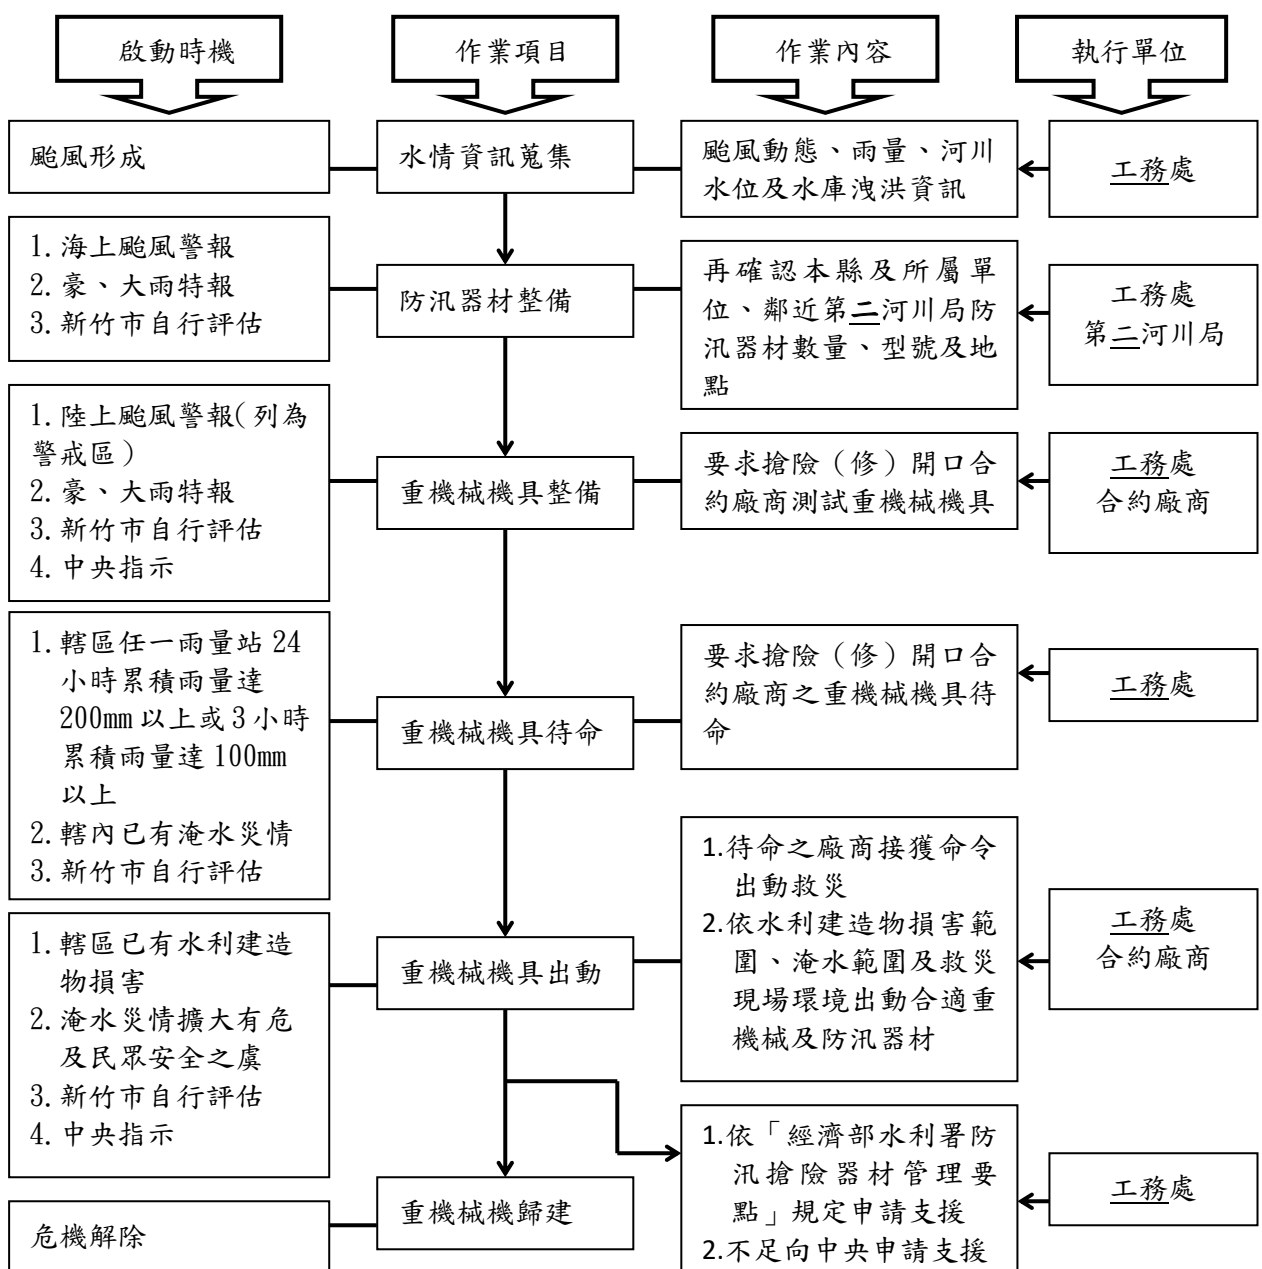 啟動時機
作業項目
作業內容
執行單位
颱風形成
水情資訊蒐集
颱風動態、雨量、河川
水位及水庫洩洪資訊
工務處
1.海上颱風警報
2.豪、大雨特報
3.新竹市自行評估
防汛器材整備
再確認本縣及所屬單
位、鄰近第二河川局防
汛器材數量、型號及地
點
工務處
第二河川局
1.陸上颱風警報(列為
警戒區)
2.豪、大雨特報
3.新竹市自行評估
4.中央指示
重機械機具整備
要求搶險（修）開口合
約廠商測試重機械機具
工務處
合約廠商
1.轄區任一雨量站 24
小時累積雨量達
200mm 以上或 3 小時
累積雨量達 100mm
以上
2.轄內已有淹水災情
3.新竹市自行評估
重機械機具待命
要求搶險（修）開口合
約廠商之重機械機具待
命
工務處
1.轄區已有水利建造
物損害
2.淹水災情擴大有危
及民眾安全之虞
3.新竹市自行評估
4.中央指示
重機械機具出動
1.待命之廠商接獲命令
出動救災
2.依水利建造物損害範
圍、淹水範圍及救災
現場環境出動合適重
機械及防汛器材
工務處
合約廠商
危機解除
重機械機歸建
1.依「經濟部水利署防
汛搶險器材管理要
點」規定申請支援
2.不足向中央申請支援
工務處